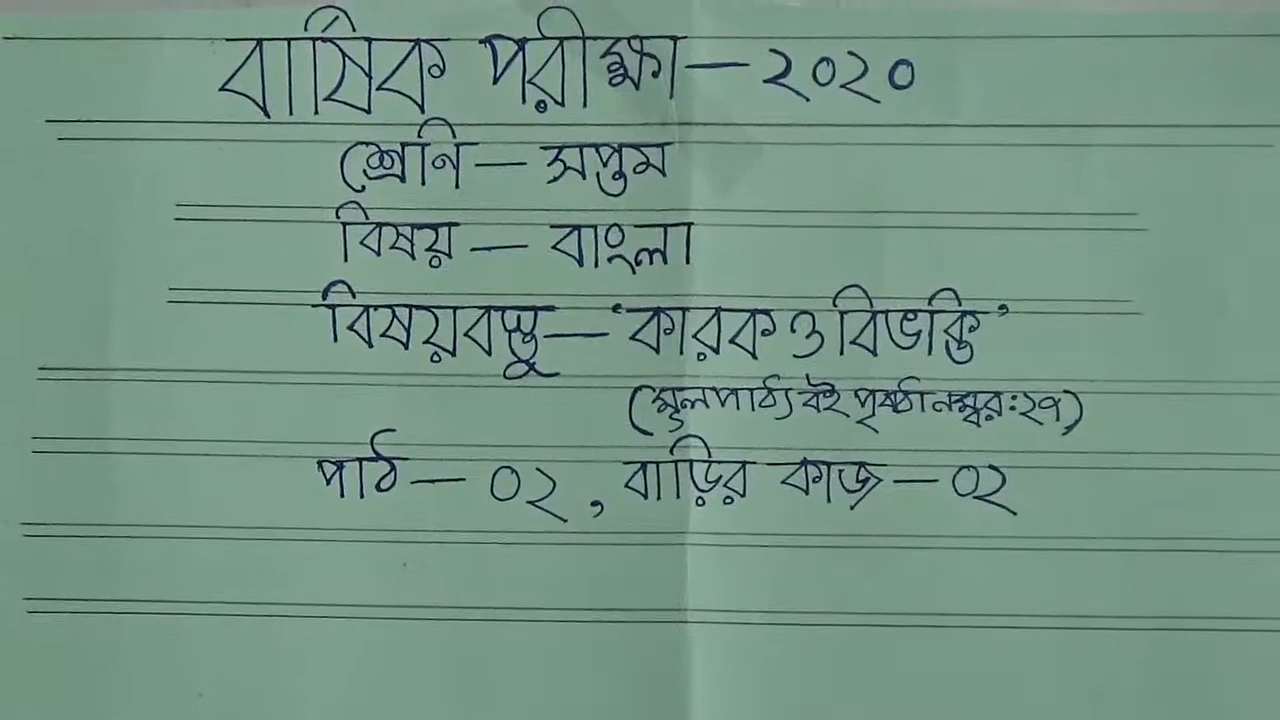 বার্ষিক পরীক্ষা - ২০২০
শ্রেণি - সপ্তম
বিষয় - বাংলা
বিষয়বস্তু - 'কারক ও বিভক্তি'
(মূলপাঠ্য বই পৃষ্ঠা নম্বর: ২৭)
পাঠ - ০২, বাড়ির কাজ - ০২